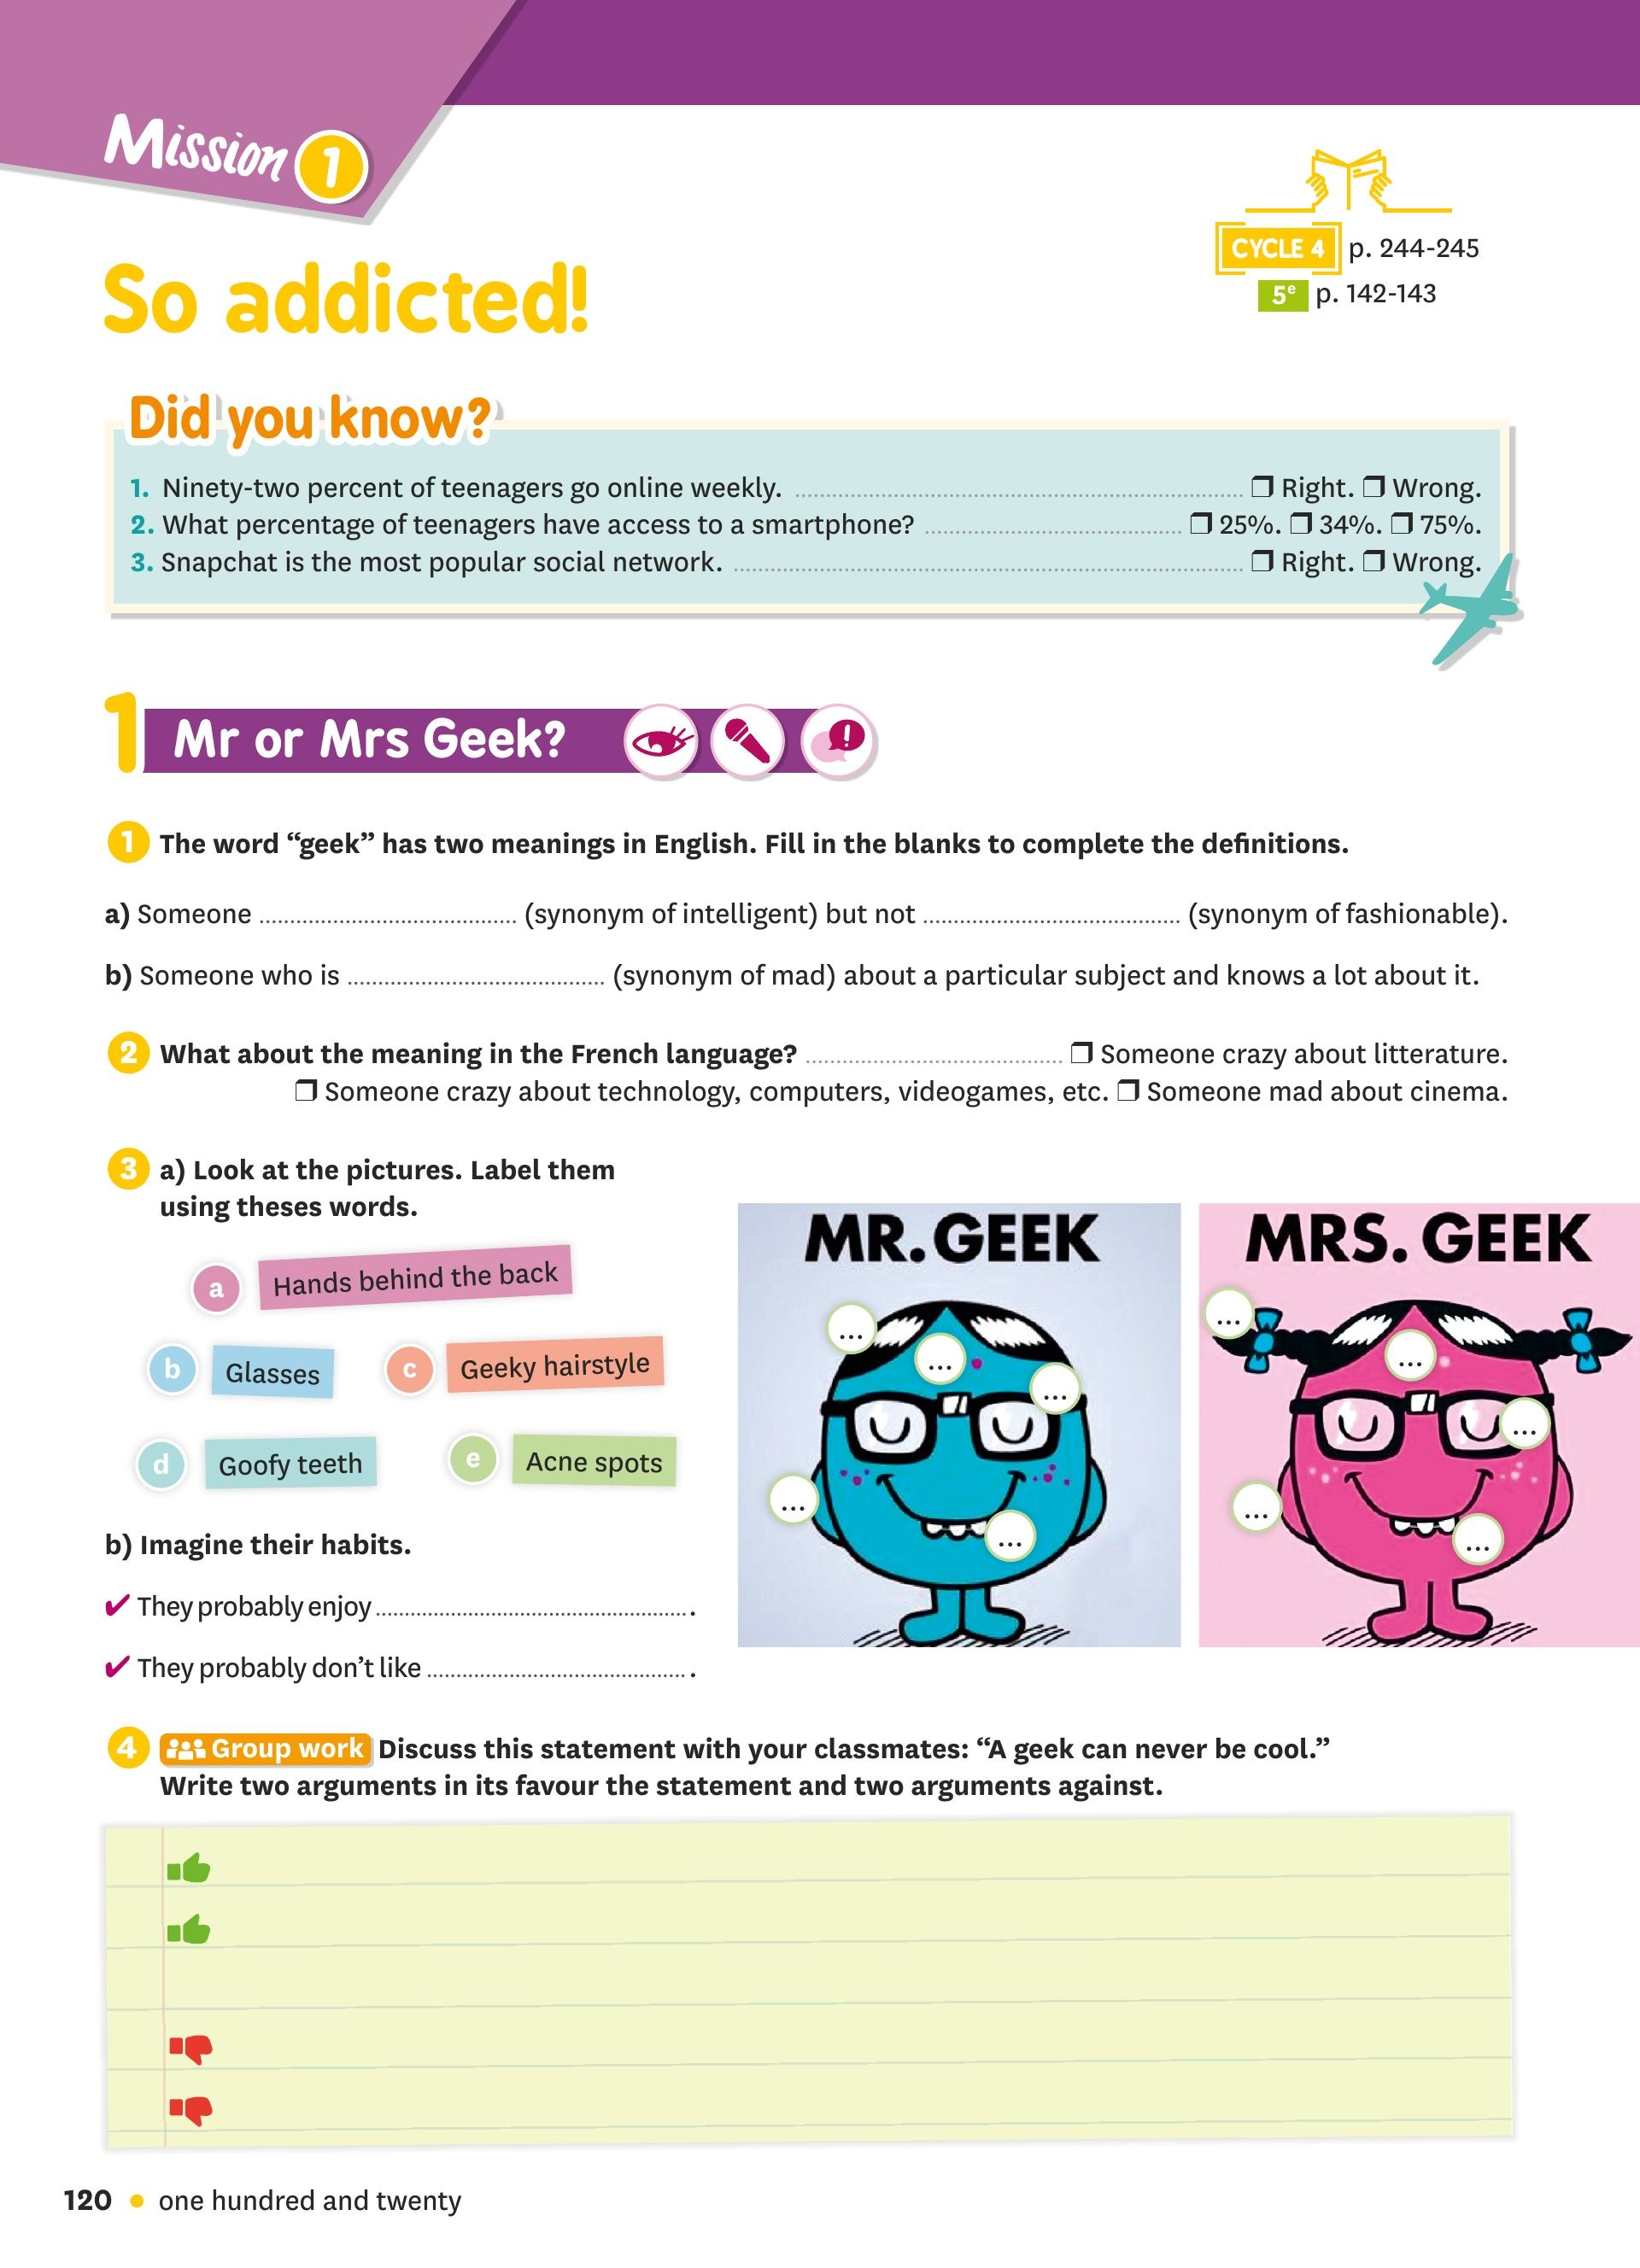 Mission 1
CYCLE 4 p. 244-245
5e p. 142-143
So addicted!
Did you know?
1. Ninety-two percent of teenagers go online weekly. ........ ❐ Right. ❐ Wrong.
2. What percentage of teenagers have access to a smartphone? ........ ❐ 25%. ❐ 34%. ❐ 75%.
3. Snapchat is the most popular social network. ........ ❐ Right. ❐ Wrong.
1 Mr or Mrs Geek?
1 The word “geek” has two meanings in English. Fill in the blanks to complete the definitions.
a) Someone ........ (synonym of intelligent) but not ........ (synonym of fashionable).
b) Someone who is ........ (synonym of mad) about a particular subject and knows a lot about it.
2 What about the meaning in the French language? ........ ❐ Someone crazy about litterature.
❐ Someone crazy about technology, computers, videogames, etc. ❐ Someone mad about cinema.
3 a) Look at the pictures. Label them
using theses words.
a Hands behind the back
b Glasses c Geeky hairstyle
d Goofy teeth e Acne spots
MR. GEEK
...
...
...
...
...
MRS. GEEK
...
...
...
...
...
b) Imagine their habits.
✔ They probably enjoy ........ .
✔ They probably don’t like ........ .
4 Group work Discuss this statement with your classmates: “A geek can never be cool.”
Write two arguments in its favour the statement and two arguments against.
120 • one hundred and twenty